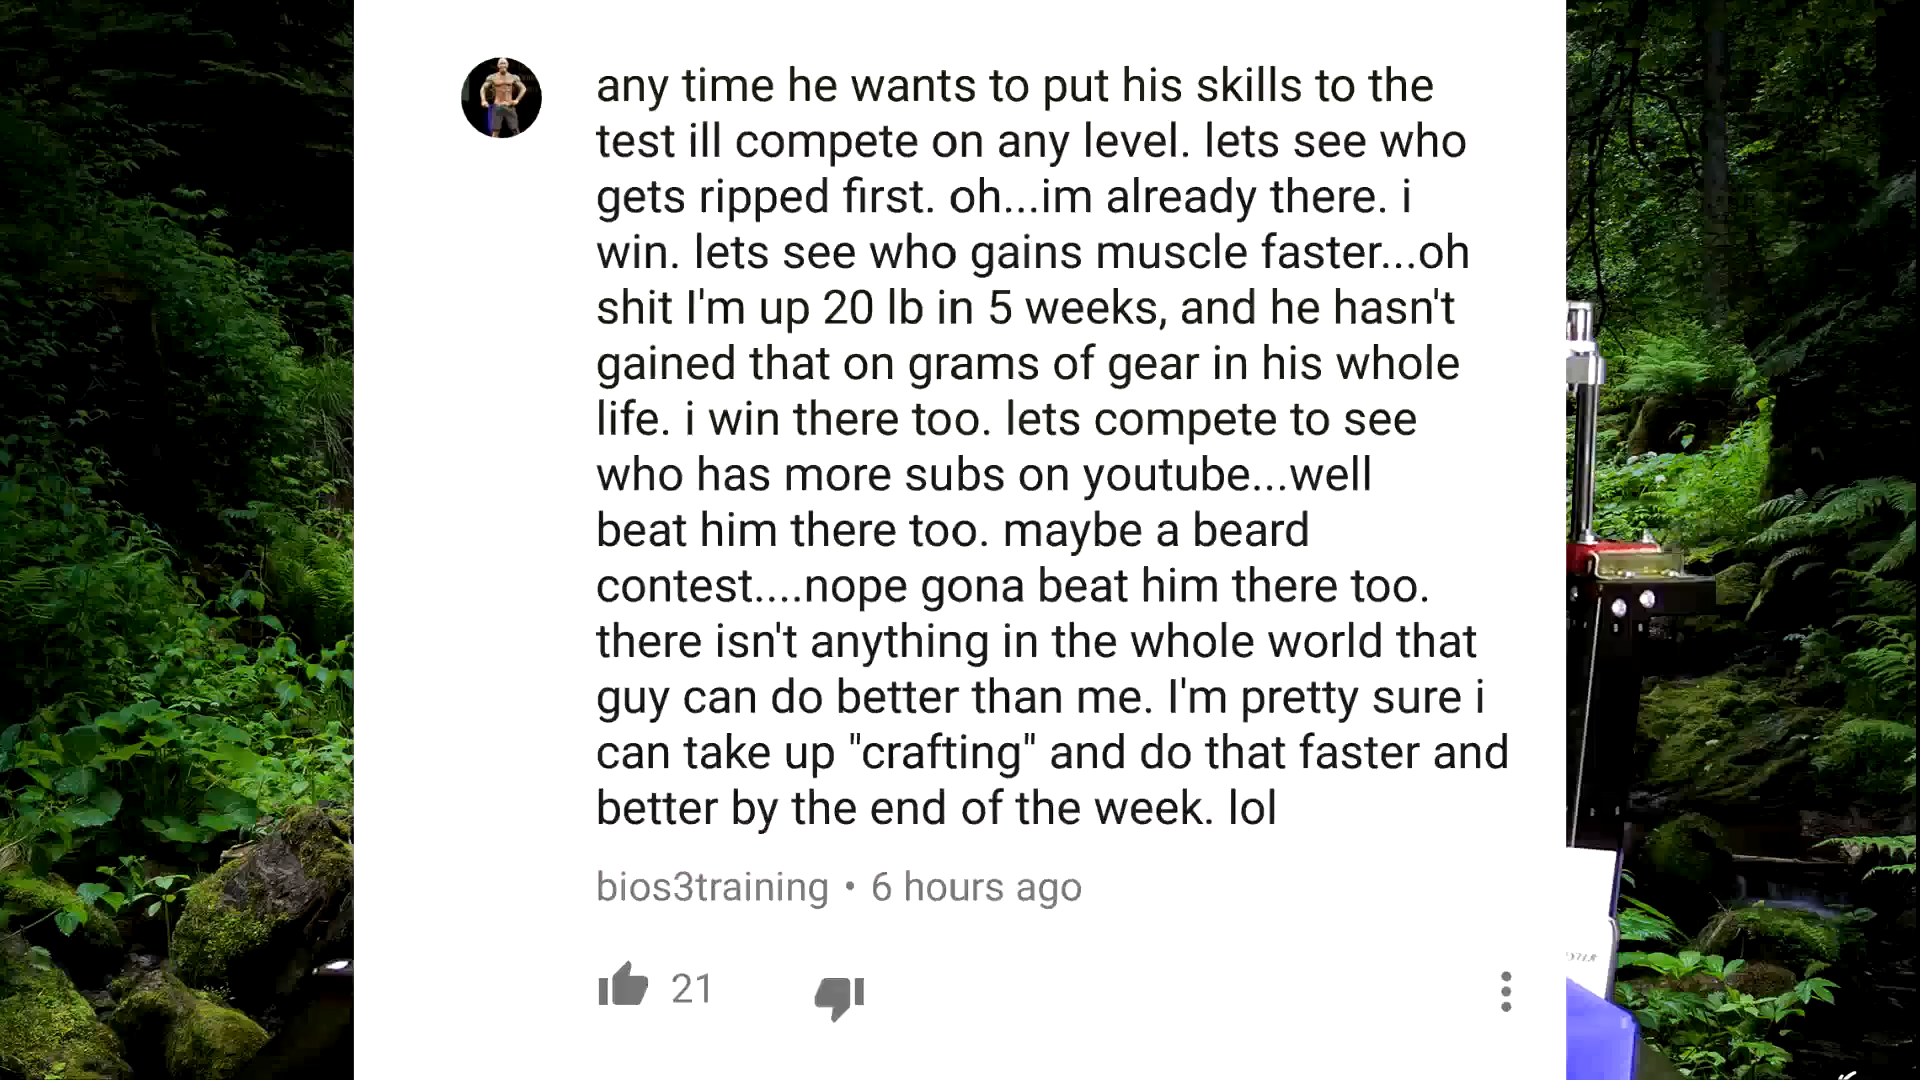 any time he wants to put his skills to the
test ill compete on any level. lets see who
gets ripped first. oh...im already there. i
win. lets see who gains muscle faster...oh
shit I'm up 20 lb in 5 weeks, and he hasn't
gained that on grams of gear in his whole
life. i win there too. lets compete to see
who has more subs on youtube...well
beat him there too. maybe a beard
contest....nope gona beat him there too.
there isn't anything in the whole world that
guy can do better than me. I'm pretty sure i
can take up "crafting" and do that faster and
better by the end of the week. lol
bios3training • 6 hours ago
21